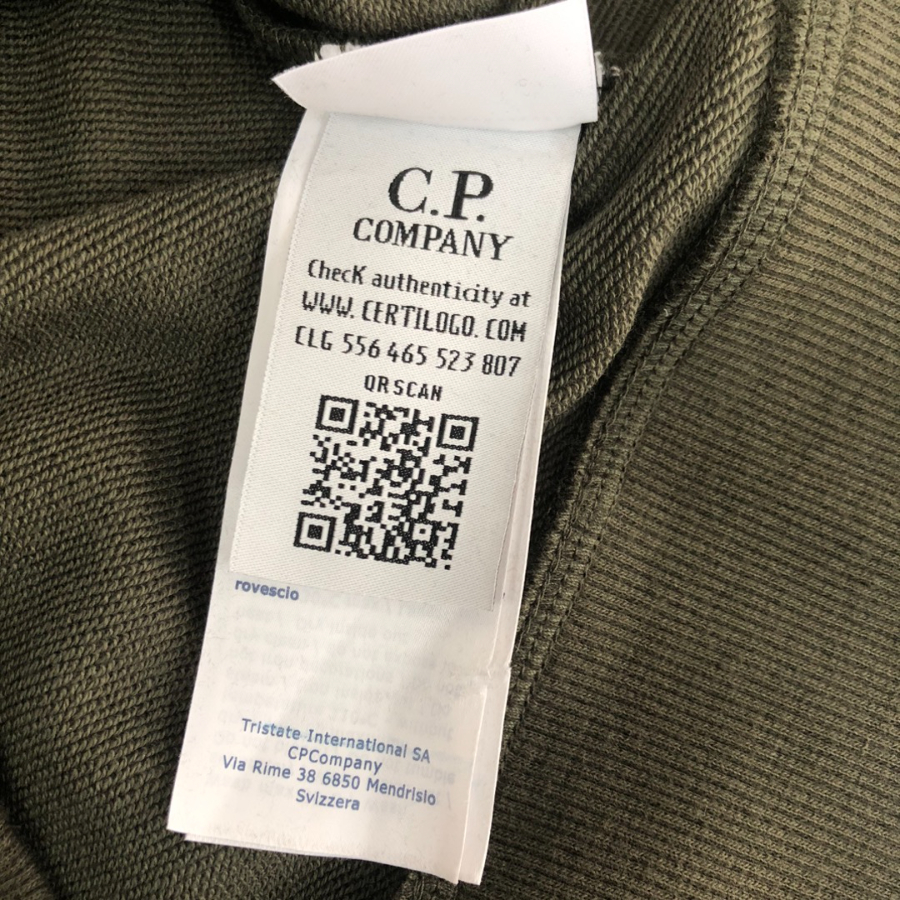 C.P.
COMPANY
ChecK authenticity at
WWW. CERTILOGO. COM
CLG 556 465 523 807
QR SCAN
rovescio
Tristate International SA
CPCompany
Via Rime 38 6850 Mendrisio
Svizzera